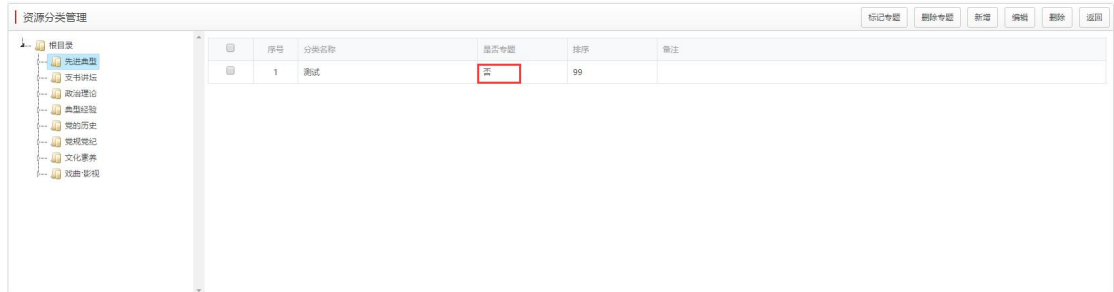 资源分类管理 标记专题 删除专题 新增 编辑 删除 返回
根目录
先进典型
支书讲坛
政治理论
典型经验
党的历史
党规党纪
文化素养
戏曲·影视
序号 分类名称 是否专题 排序 备注
1 测试 否 99